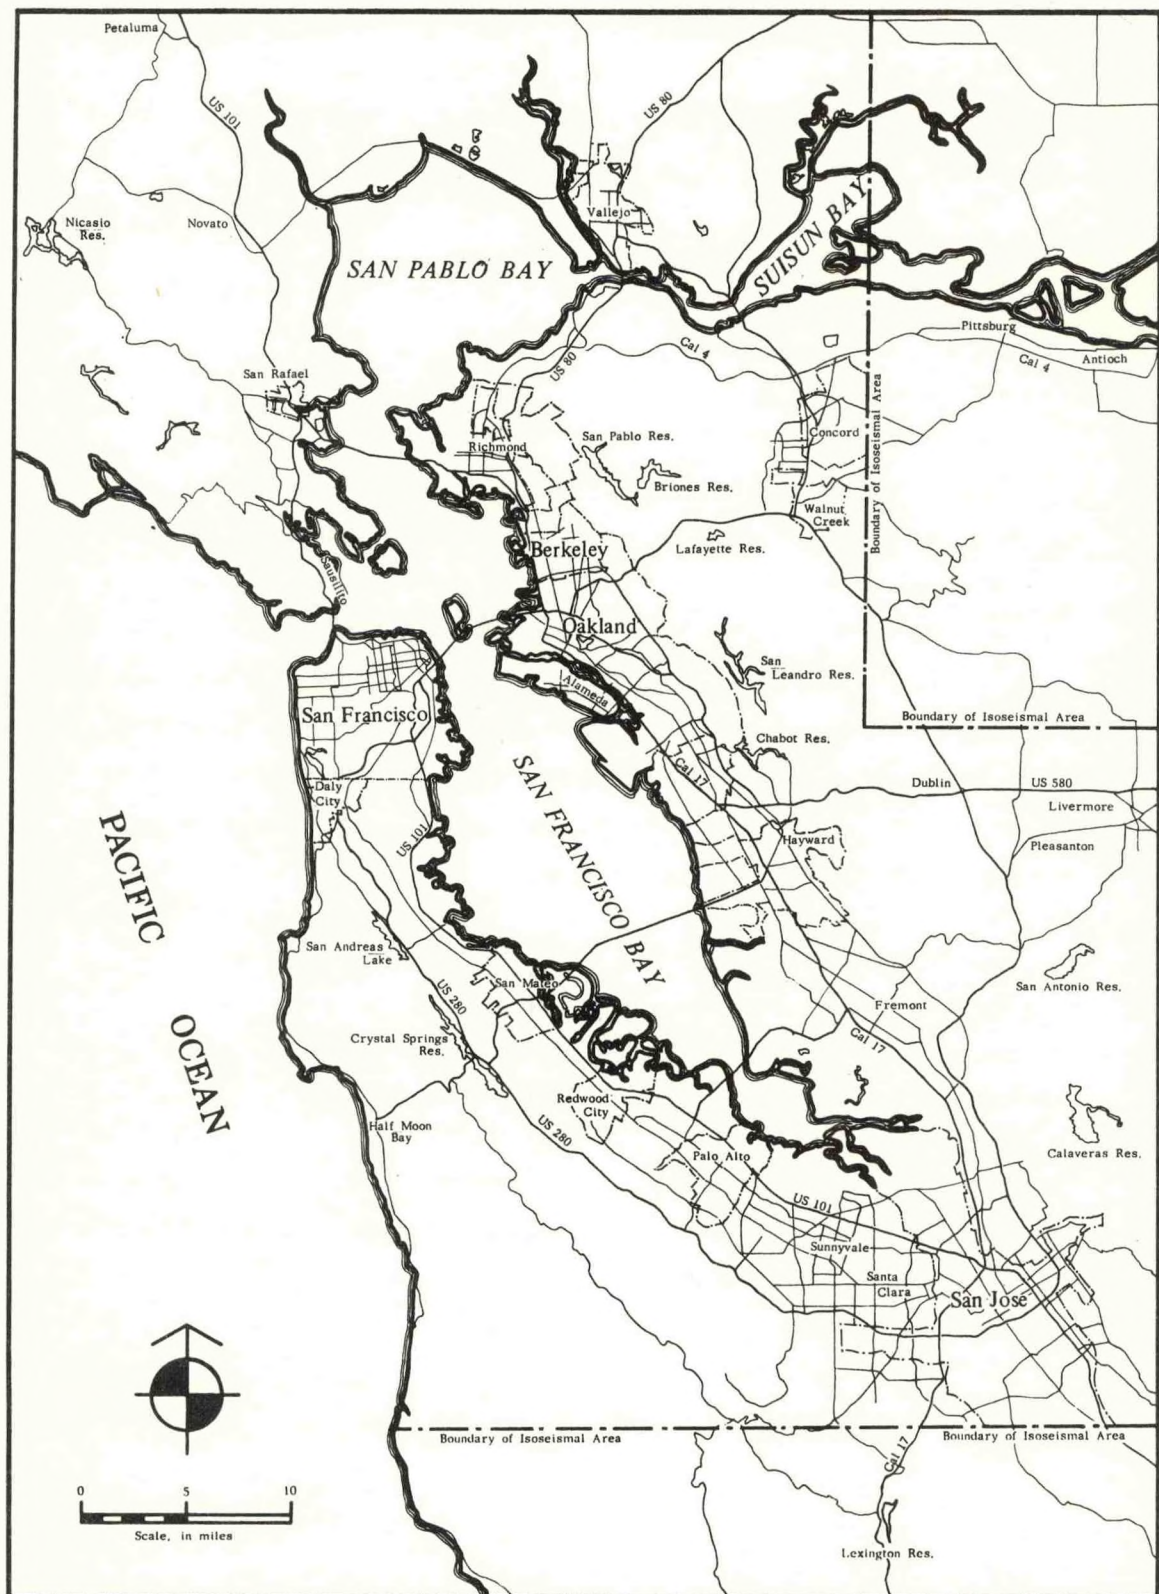 Petaluma
US 101
US 80
Nicasio
Res.
Novato
Vallejo
SAN PABLO BAY
SUISUN BAY
US 80
Cal 4
Pittsburg
Cal 4
Antioch
San Rafael
Boundary of Isoseismal Area
Richmond
San Pablo Res.
Briones Res.
Concord
Walnut
Creek
Berkeley
Lafayette Res.
Sausilito
Oakland
San
Leandro Res.
Alameda
San Francisco
Boundary of Isoseismal Area
Chabot Res.
Cal 17
Daly
City
US 101
Dublin
US 580
Livermore
Pleasanton
Hayward
SAN FRANCISCO BAY
PACIFIC
OCEAN
San Andreas
Lake
San Mateo
US 280
San Antonio Res.
Fremont
Cal 17
Crystal Springs
Res.
Redwood
City
Half Moon
Bay
US 280
Palo Alto
Calaveras Res.
US 101
Sunnyvale
Santa
Clara
San Jose
Boundary of Isoseismal Area
Boundary of Isoseismal Area
Cal 17
0 5 10
Scale, in miles
Lexington Res.